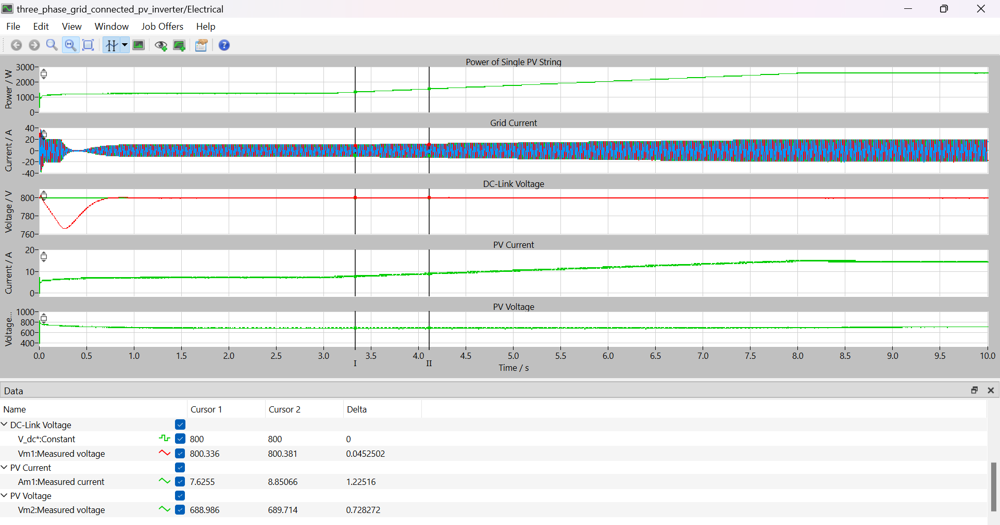 three_phase_grid_connected_pv_inverter/Electrical
File Edit View Window Job Offers Help
Power of Single PV String
Power / W
3000
2000
1000
0
Grid Current
Current / A
40
20
0
-20
-40
DC-Link Voltage
Voltage / V
800
780
760
PV Current
Current / A
20
10
0
PV Voltage
Voltage...
1000
800
600
400
0.0 0.5 1.0 1.5 2.0 2.5 3.0 3.5 4.0 4.5 5.0 5.5 6.0 6.5 7.0 7.5 8.0 8.5 9.0 9.5 10.0
I II
Time / s
Data
Name Cursor 1 Cursor 2 Delta
DC-Link Voltage
V_dc*:Constant 800 800 0
Vm1:Measured voltage 800.336 800.381 0.0452502
PV Current
Am1:Measured current 7.6255 8.85066 1.22516
PV Voltage
Vm2:Measured voltage 688.986 689.714 0.728272